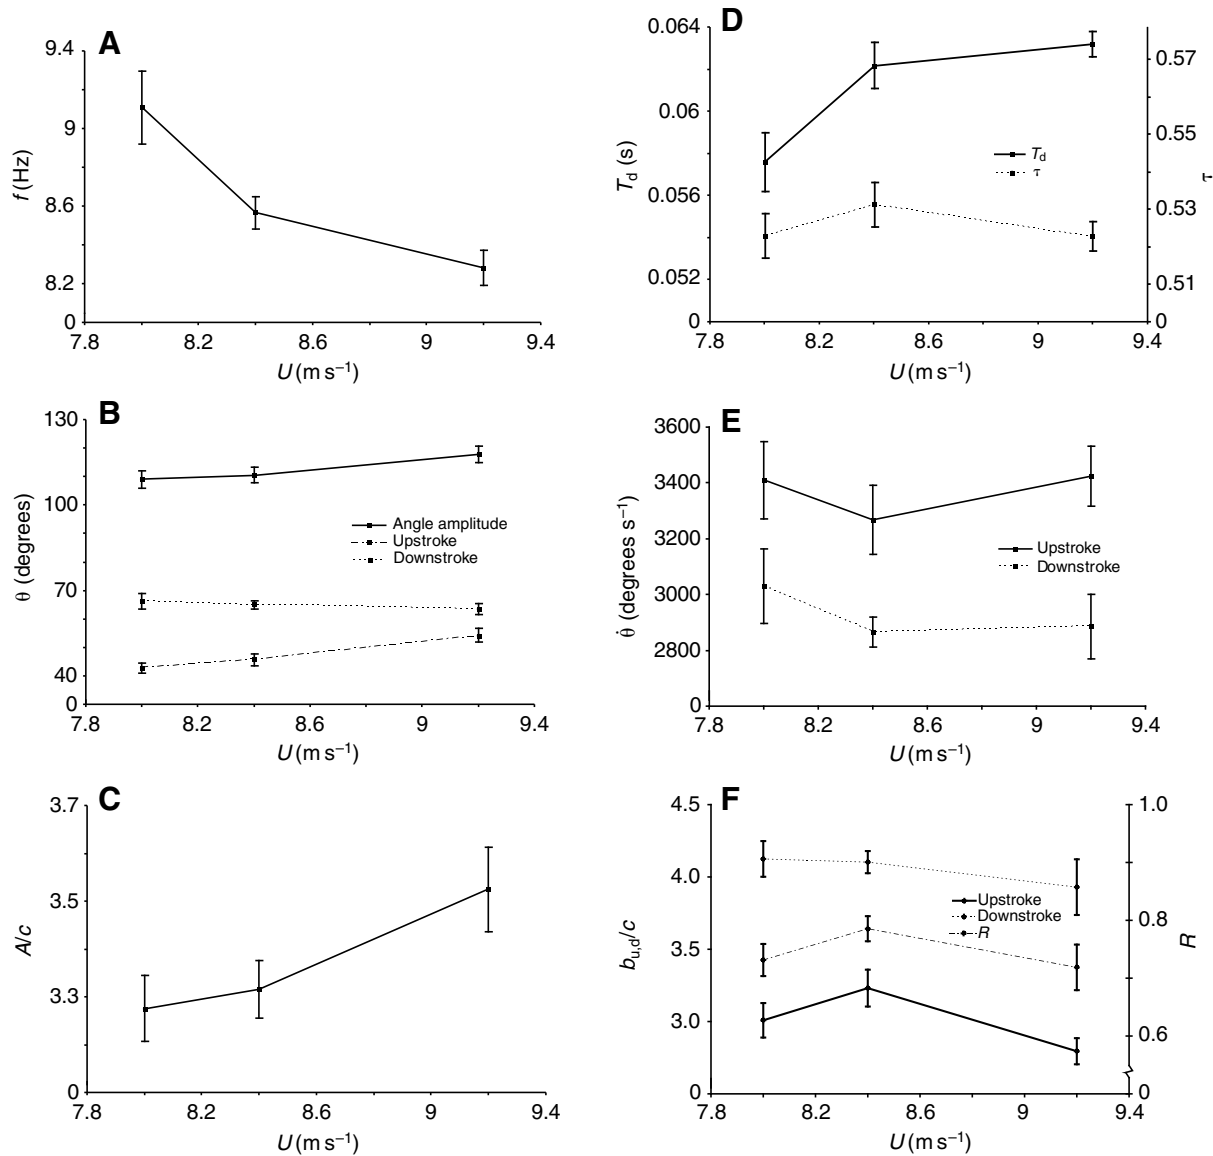 A
9.4
9
8.6
8.2
0
f (Hz)
7.8 8.2 8.6 9 9.4
U (m s⁻¹)
D
0.064
0.06
0.056
0.052
0
T_d (s)
T_d
τ
0.57
0.55
0.53
0.51
0
τ
7.8 8.2 8.6 9 9.4
U (m s⁻¹)
B
130
100
70
40
0
θ (degrees)
Angle amplitude
Upstroke
Downstroke
7.8 8.2 8.6 9 9.4
U (m s⁻¹)
E
3600
3400
3200
3000
2800
0
θ̇ (degrees s⁻¹)
Upstroke
Downstroke
7.8 8.2 8.6 9 9.4
U (m s⁻¹)
C
3.7
3.5
3.3
0
A/c
7.8 8.2 8.6 9 9.4
U (m s⁻¹)
F
4.5
4.0
3.5
3.0
0
b_u,d/c
Upstroke
Downstroke
R
1.0
0.8
0.6
0
R
7.8 8.2 8.6 9 9.4
U (m s⁻¹)